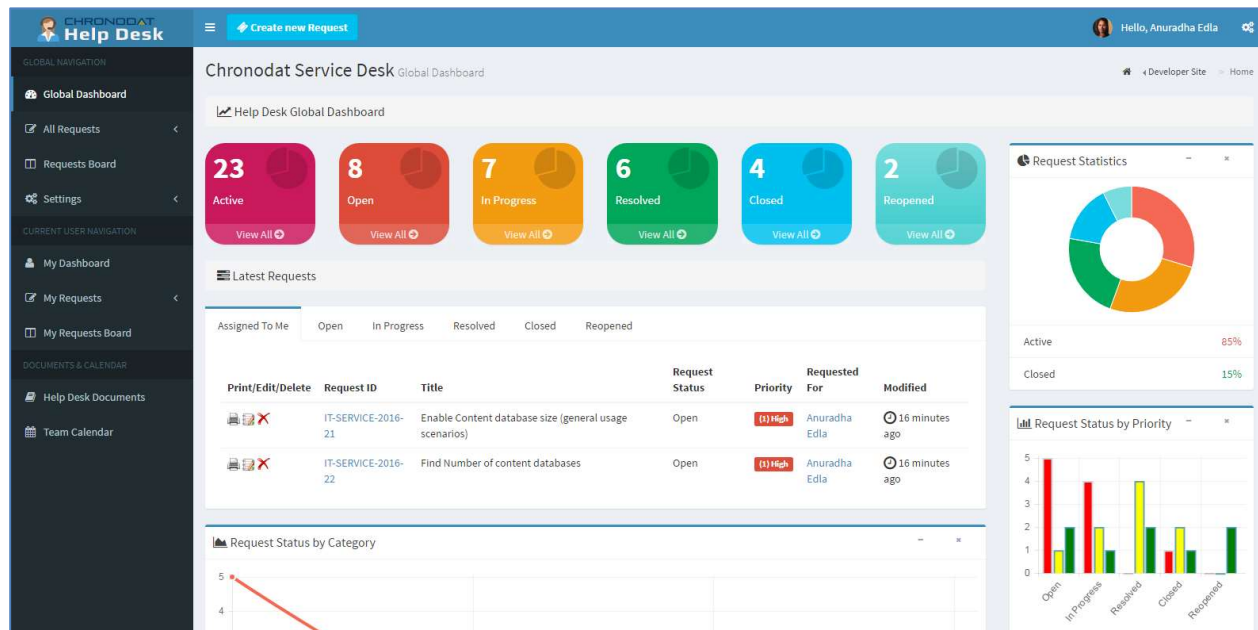 CHRONODAT
Help Desk
Create new Request
Hello, Anuradha Edla
GLOBAL NAVIGATION
Global Dashboard
All Requests
Requests Board
Settings
CURRENT USER NAVIGATION
My Dashboard
My Requests
My Requests Board
DOCUMENTS & CALENDAR
Help Desk Documents
Team Calendar
Chronodat Service Desk Global Dashboard
Developer Site > Home
Help Desk Global Dashboard
23
Active
View All
8
Open
View All
7
In Progress
View All
6
Resolved
View All
4
Closed
View All
2
Reopened
View All
Latest Requests
Assigned To Me Open In Progress Resolved Closed Reopened
Print/Edit/Delete Request ID Title Request Status Priority Requested For Modified
IT-SERVICE-2016-21 Enable Content database size (general usage scenarios) Open (1) High Anuradha Edla 16 minutes ago
IT-SERVICE-2016-22 Find Number of content databases Open (1) High Anuradha Edla 16 minutes ago
Request Status by Category
5
4
Request Statistics
Active 85%
Closed 15%
Request Status by Priority
5
4
3
2
1
0
Open In Progress Resolved Closed Reopened